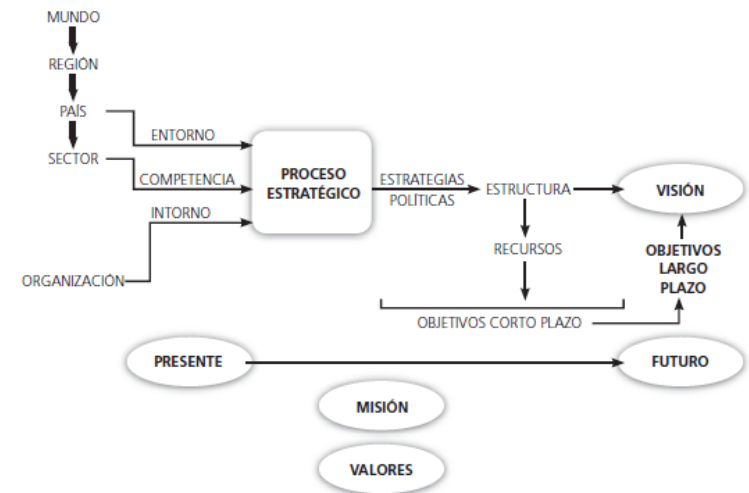 MUNDO
REGIÓN
PAÍS
ENTORNO
SECTOR
COMPETENCIA
INTORNO
ORGANIZACIÓN
PROCESO
ESTRATÉGICO
ESTRATEGIAS
POLÍTICAS
ESTRUCTURA
VISIÓN
RECURSOS
OBJETIVOS
LARGO
PLAZO
OBJETIVOS CORTO PLAZO
PRESENTE
FUTURO
MISIÓN
VALORES